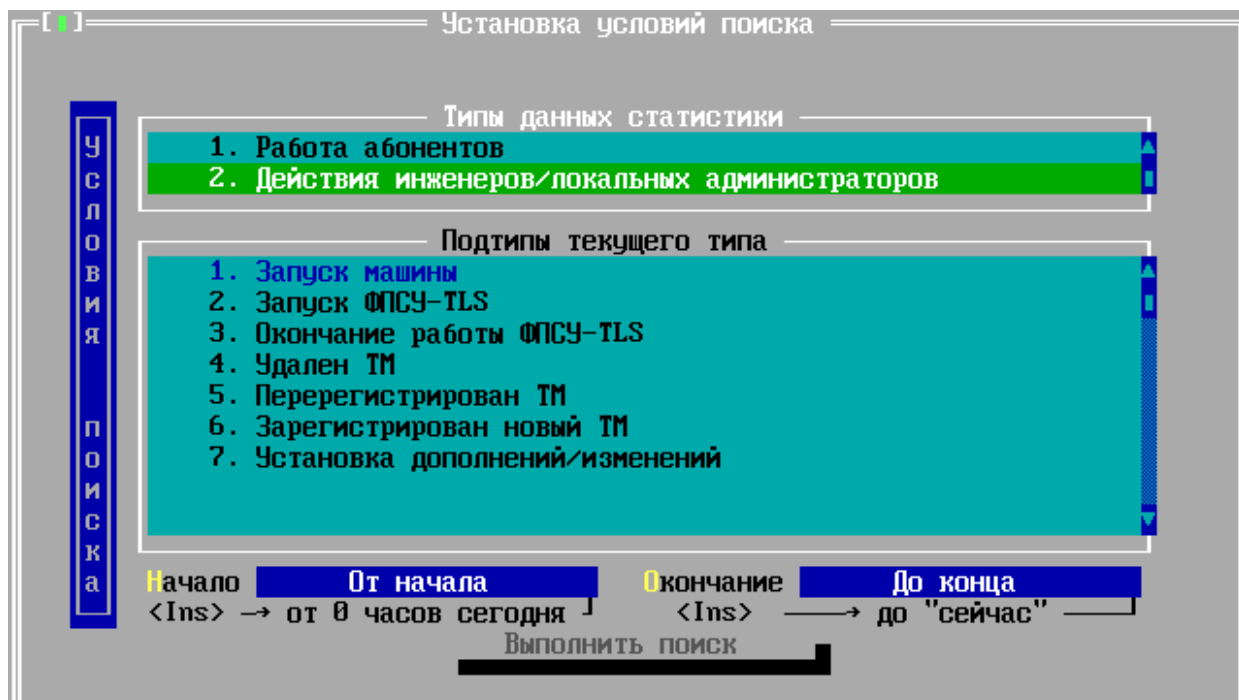 [ ] Установка условий поиска
Условия поиска
Типы данных статистики
1. Работа абонентов
2. Действия инженеров/локальных администраторов
Подтипы текущего типа
1. Запуск машины
2. Запуск ФПСУ-TLS
3. Окончание работы ФПСУ-TLS
4. Удален ТМ
5. Перерегистрирован ТМ
6. Зарегистрирован новый ТМ
7. Установка дополнений/изменений
Начало От начала Окончание До конца
<Ins> → от 0 часов сегодня <Ins> → до "сейчас"
Выполнить поиск